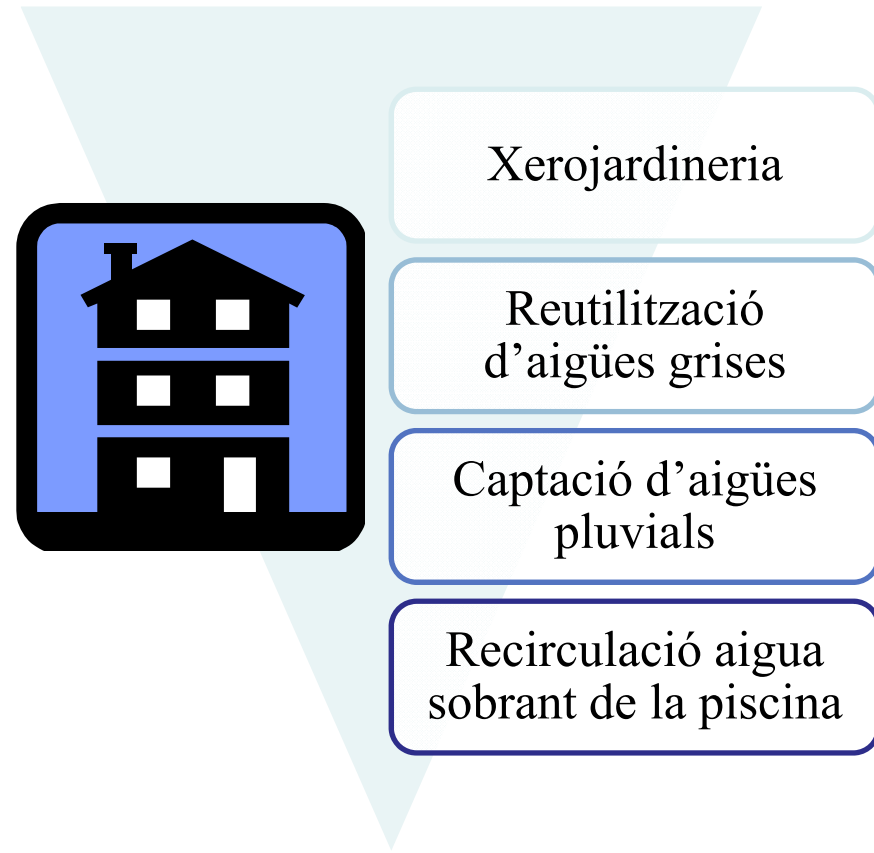 Xerojardineria
Reutilització
d’aigües grises
Captació d’aigües
pluvials
Recirculació aigua
sobrant de la piscina